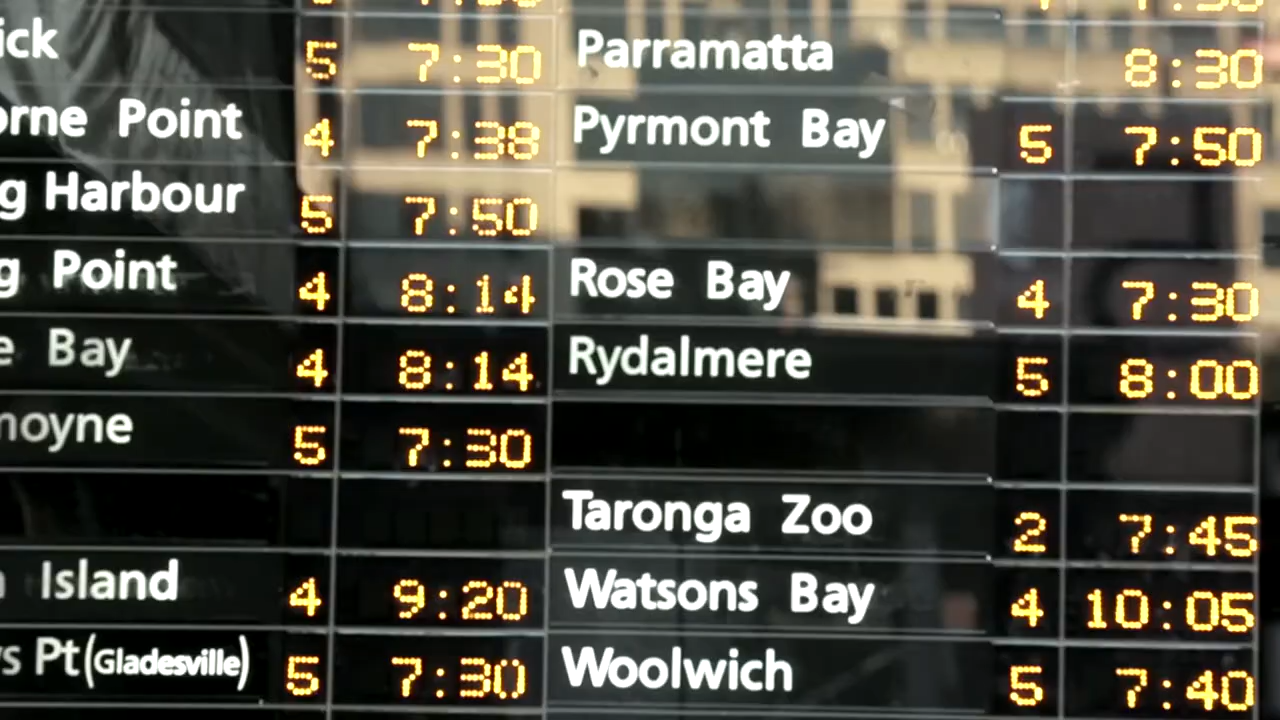 ick 5 7:30
orne Point 4 7:38
g Harbour 5 7:50
g Point 4 8:14
e Bay 4 8:14
moyne 5 7:30
Island 4 9:20
s Pt (Gladesville) 5 7:30
Parramatta 8:30
Pyrmont Bay 5 7:50
Rose Bay 4 7:30
Rydalmere 5 8:00
Taronga Zoo 2 7:45
Watsons Bay 4 10:05
Woolwich 5 7:40